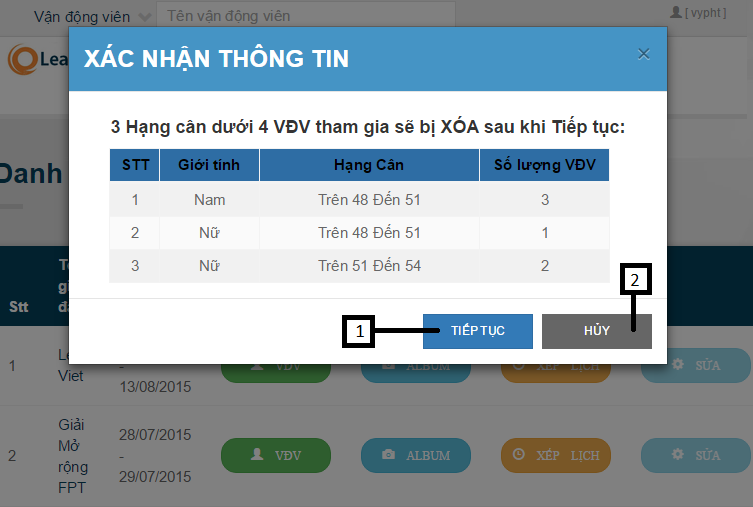 Vận động viên
Tên vận động viên
[ vypht ]
Lea
XÁC NHẬN THÔNG TIN
×
3 Hạng cân dưới 4 VĐV tham gia sẽ bị XÓA sau khi Tiếp tục:
STT Giới tính Hạng Cân Số lượng VĐV
1 Nam Trên 48 Đến 51 3
2 Nữ Trên 48 Đến 51 1
3 Nữ Trên 51 Đến 54 2
2
1
TIẾP TỤC HỦY
Danh
Stt
1
Viet
-
13/08/2015
VĐV ALBUM XẾP LỊCH SỬA
2
Giải
Mở
rộng
FPT
28/07/2015
-
29/07/2015
VĐV ALBUM XẾP LỊCH SỬA